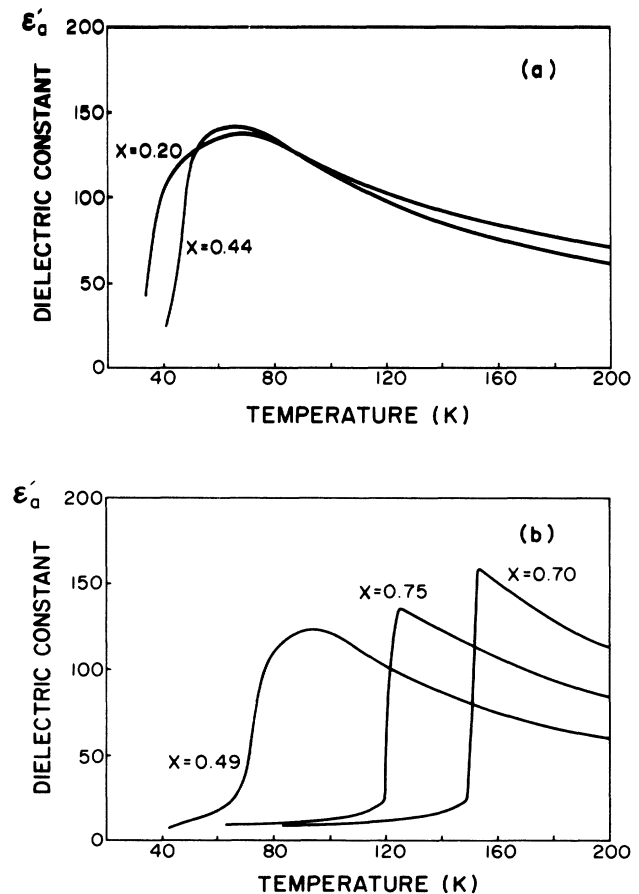 ε'a 200
(a)
150
X=0.20
100
X=0.44
50
0
40 80 120 160 200
DIELECTRIC CONSTANT
TEMPERATURE (K)
ε'a 200
(b)
150
X=0.75
X=0.70
100
50
X=0.49
0
40 80 120 160 200
DIELECTRIC CONSTANT
TEMPERATURE (K)